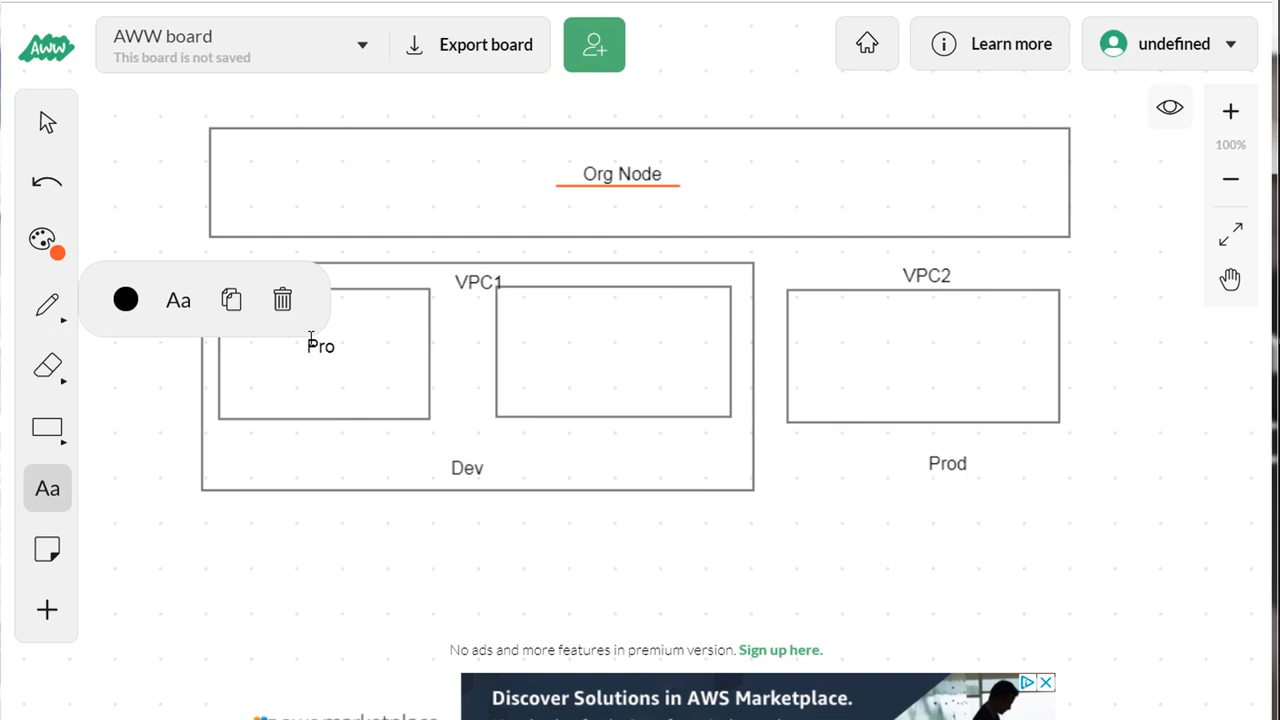 AWW
AWW board
This board is not saved
Export board
Learn more
undefined
100%
Org Node
VPC1
VPC2
Aa
Pro
Dev
Prod
Aa
No ads and more features in premium version. Sign up here.
Discover Solutions in AWS Marketplace.
aws marketplace